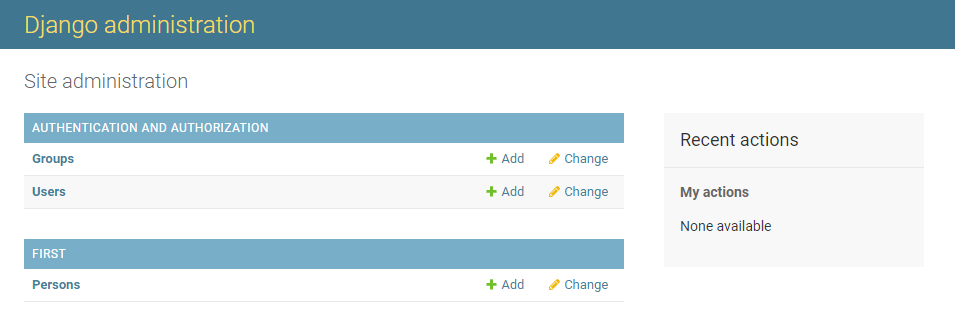 Django administration
Site administration
AUTHENTICATION AND AUTHORIZATION
Groups Add Change
Users Add Change
FIRST
Persons Add Change
Recent actions
My actions
None available